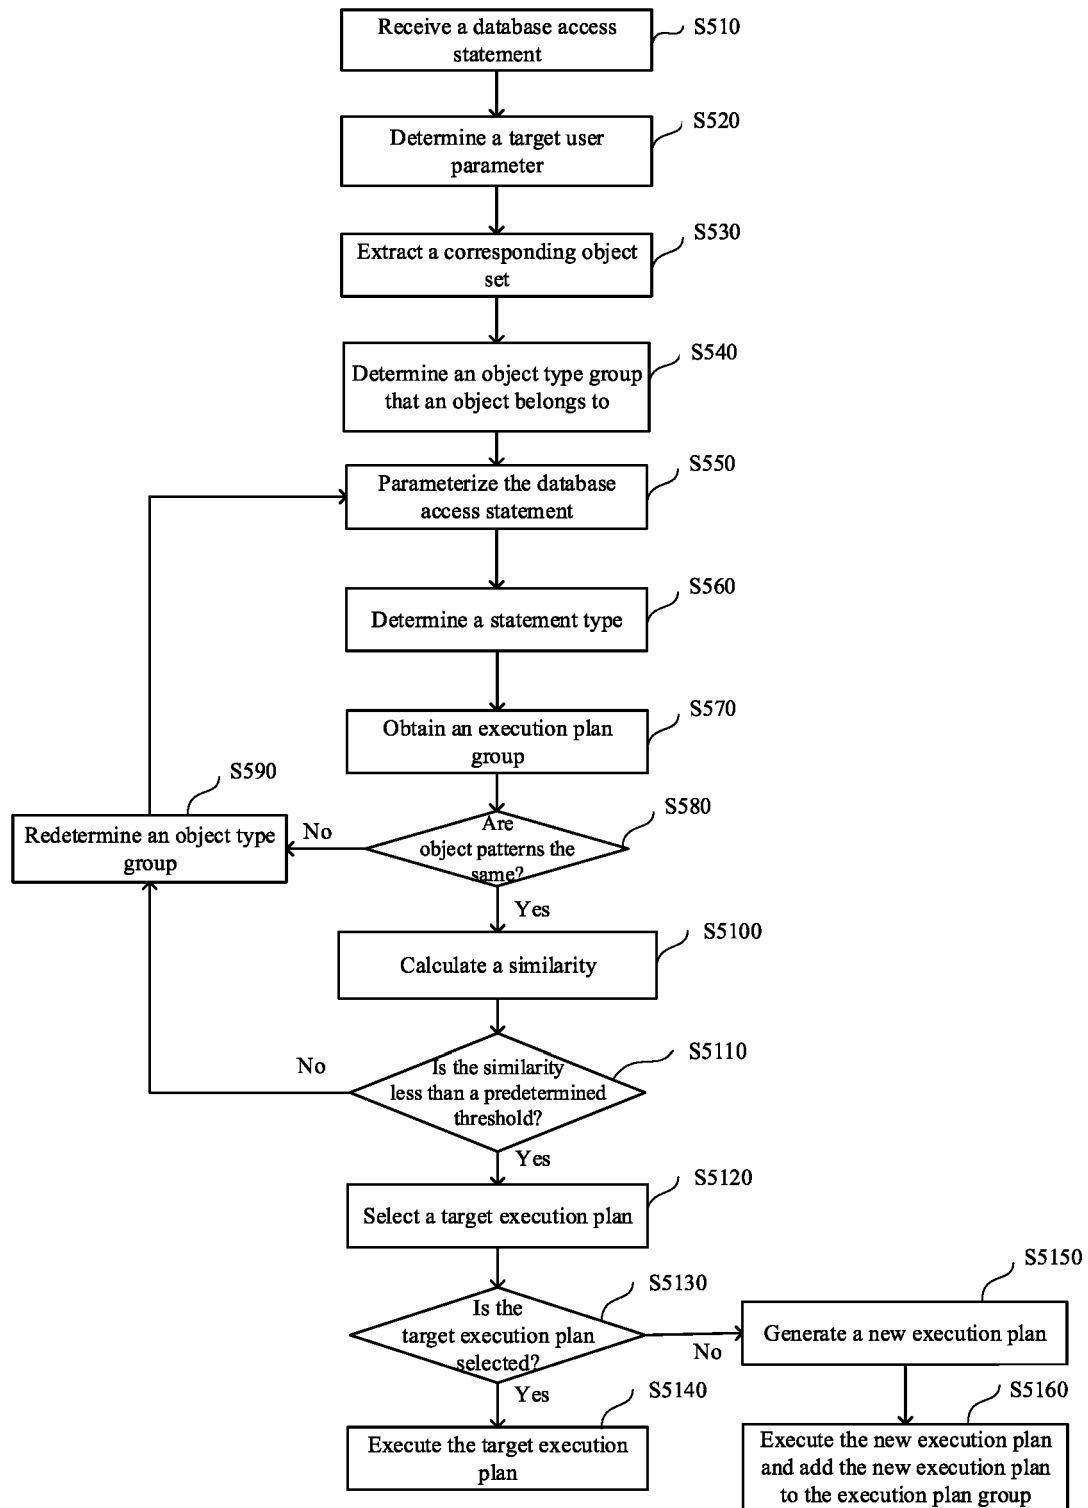 Receive a database access
statement
S510
Determine a target user
parameter
S520
Extract a corresponding object
set
S530
Determine an object type group
that an object belongs to
S540
Parameterize the database
access statement
S550
Determine a statement type
S560
Obtain an execution plan
group
S570
Are
object patterns the
same?
S580
No
Redetermine an object type
group
S590
Yes
Calculate a similarity
S5100
Is the similarity
less than a predetermined
threshold?
S5110
No
Yes
Select a target execution plan
S5120
Is the
target execution plan
selected?
S5130
No
Generate a new execution plan
S5150
Yes
Execute the target execution
plan
S5140
Execute the new execution plan
and add the new execution plan
to the execution plan group
S5160